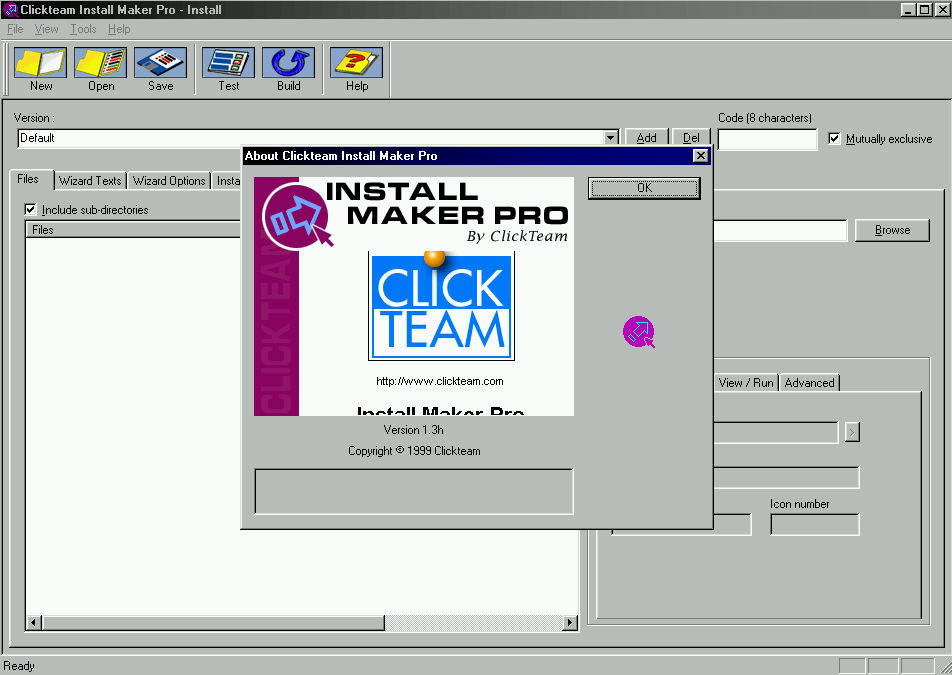 Clickteam Install Maker Pro - Install
File View Tools Help
New Open Save Test Build Help
Version :
Default
Add Del
Code (8 characters)
Mutually exclusive
Files Wizard Texts Wizard Options Insta
Include sub-directories
Files
Browse
View / Run Advanced
Icon number
About Clickteam Install Maker Pro
OK
INSTALL
MAKER PRO
By ClickTeam
CLICKTEAM
CLICK
TEAM
http://www.clickteam.com
Install Maker Pro
Version 1.3h
Copyright © 1999 Clickteam
Ready